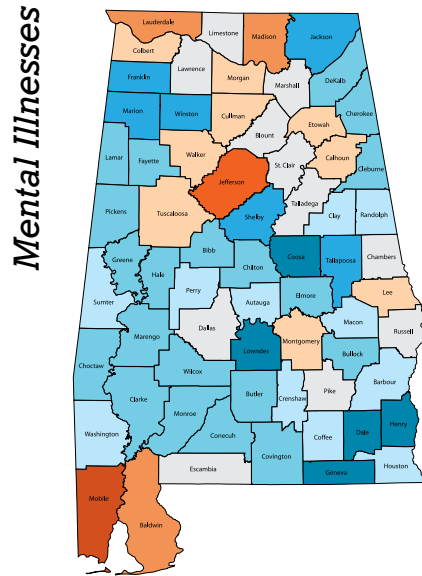 Mental Illnesses
Lauderdale
Limestone
Madison
Jackson
Colbert
Lawrence
Morgan
Marshall
DeKalb
Franklin
Marion
Winston
Cullman
Blount
Etowah
Cherokee
Lamar
Fayette
Walker
Jefferson
St. Clair
Calhoun
Cleburne
Pickens
Tuscaloosa
Shelby
Talladega
Clay
Randolph
Greene
Hale
Bibb
Chilton
Coosa
Tallapoosa
Chambers
Sumter
Perry
Autauga
Elmore
Lee
Marengo
Dallas
Montgomery
Macon
Russell
Choctaw
Wilcox
Lowndes
Bullock
Clarke
Monroe
Butler
Crenshaw
Pike
Barbour
Washington
Conecuh
Covington
Coffee
Dale
Henry
Escambia
Geneva
Houston
Mobile
Baldwin